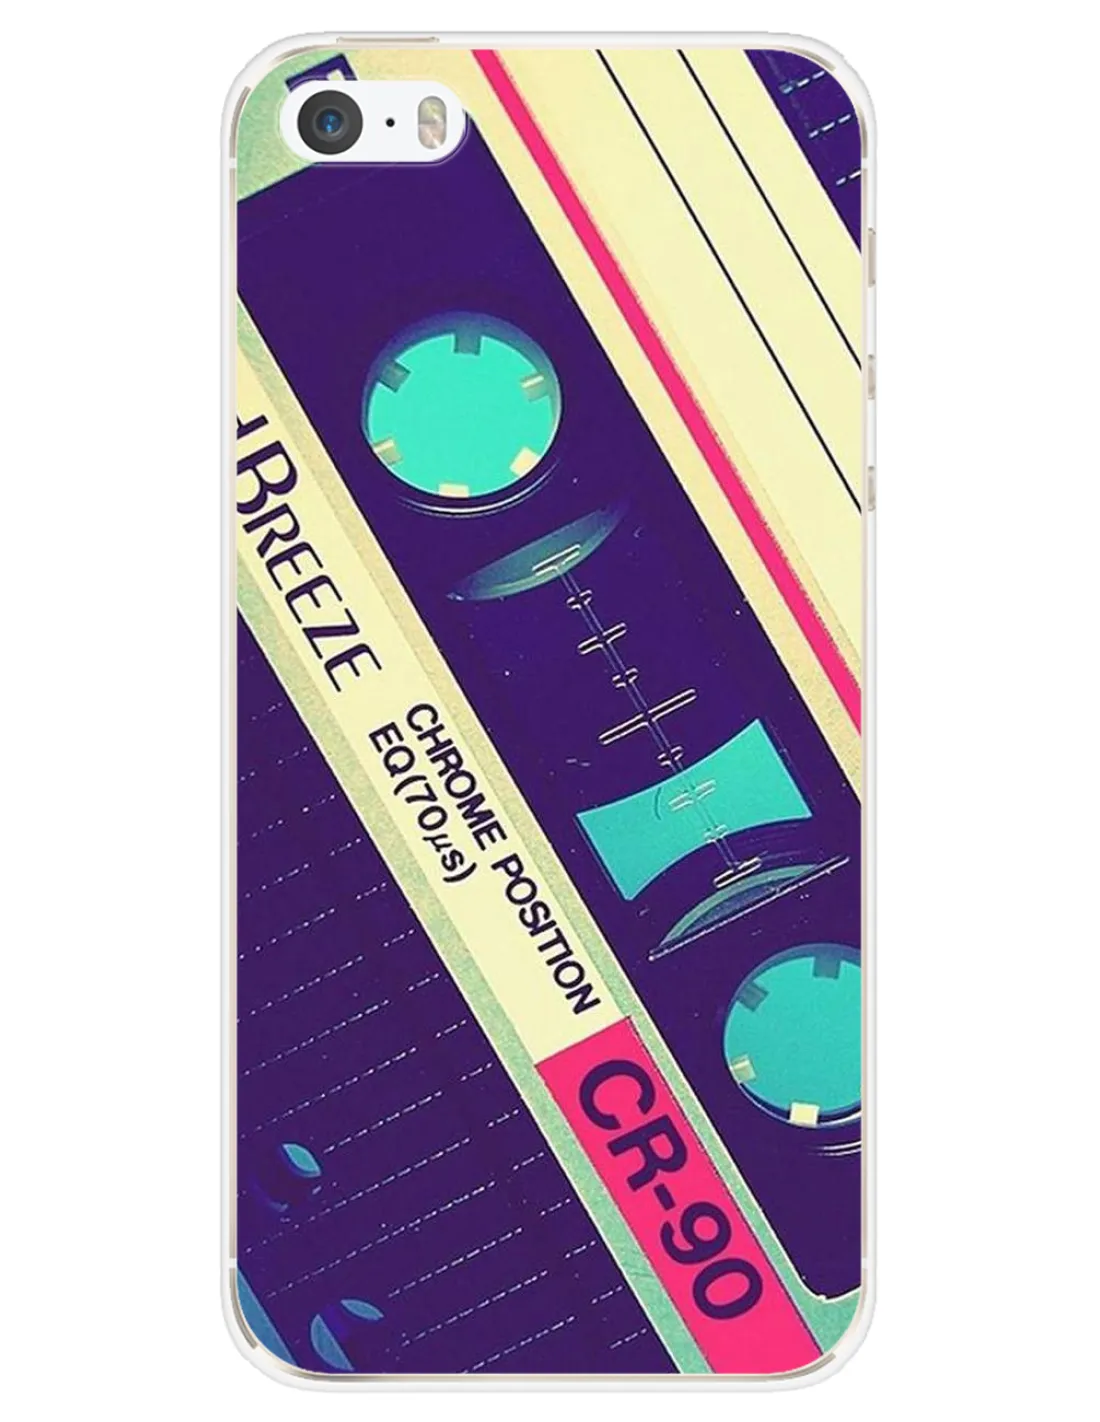 BREEZE
CHROME POSITION
EQ(70μs)
CR-90